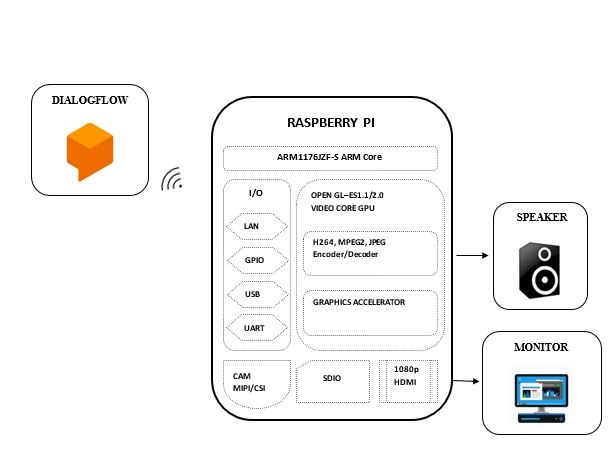 DIALOGFLOW
RASPBERRY PI
ARM1176JZF-S ARM Core
I/O
LAN
GPIO
USB
UART
OPEN GL–ES1.1/2.0
VIDEO CORE GPU
H264, MPEG2, JPEG
Encoder/Decoder
GRAPHICS ACCELERATOR
CAM
MIPI/CSI
SDIO
1080p
HDMI
SPEAKER
MONITOR